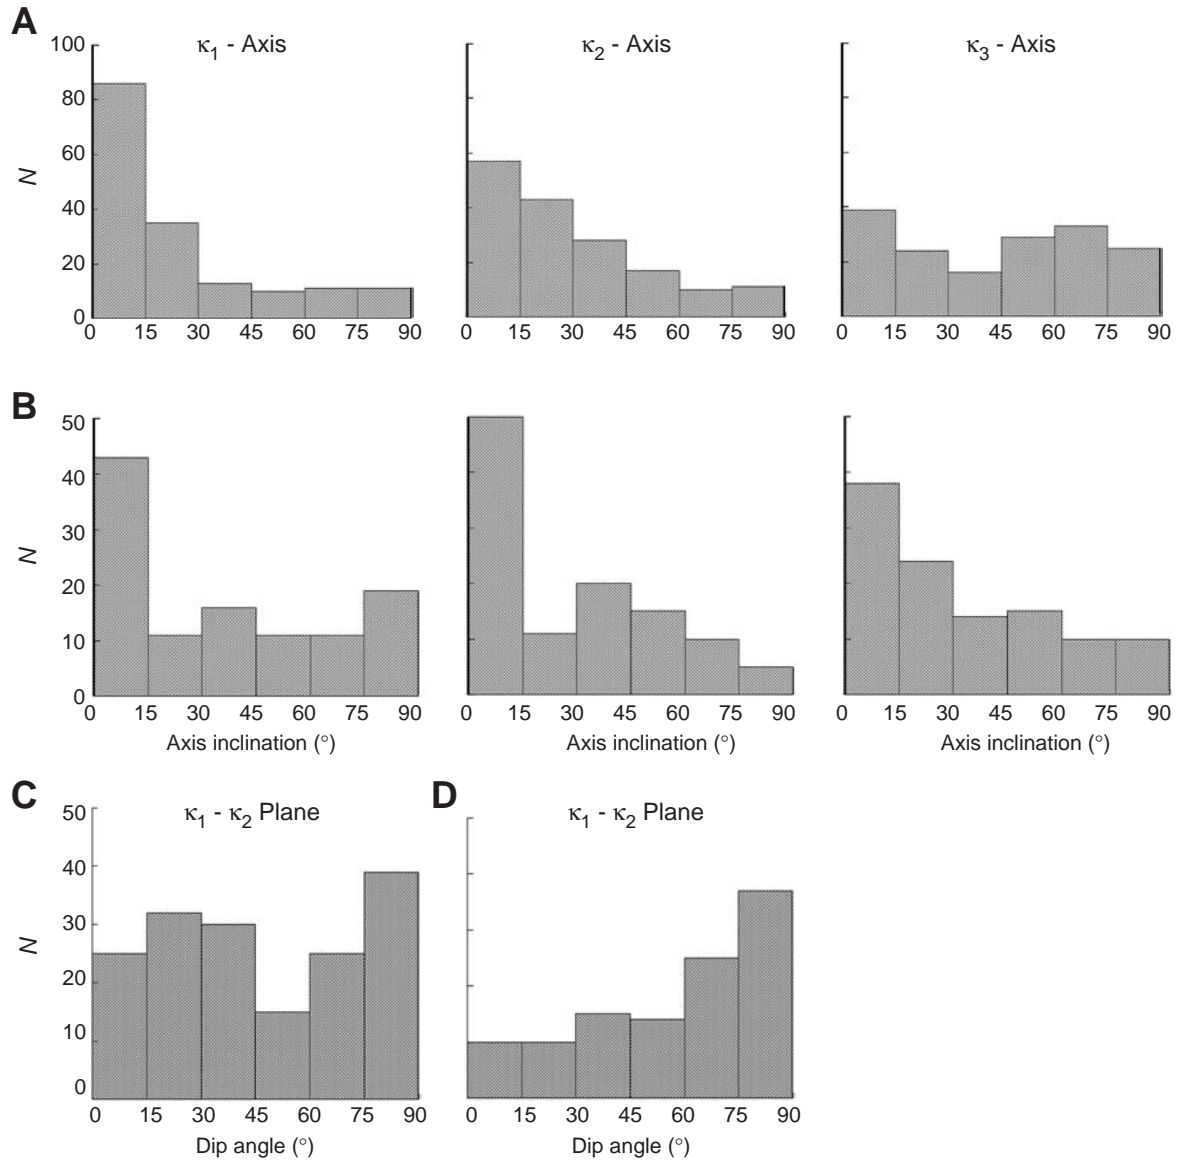 A
κ1 - Axis
κ2 - Axis
κ3 - Axis
100
80
60
40
20
0
N
0 15 30 45 60 75 90
0 15 30 45 60 75 90
0 15 30 45 60 75 90
B
50
40
30
20
10
0
N
0 15 30 45 60 75 90
0 15 30 45 60 75 90
0 15 30 45 60 75 90
Axis inclination (°)
Axis inclination (°)
Axis inclination (°)
C
κ1 - κ2 Plane
50
40
30
20
10
0
N
0 15 30 45 60 75 90
Dip angle (°)
D
κ1 - κ2 Plane
0 15 30 45 60 75 90
Dip angle (°)